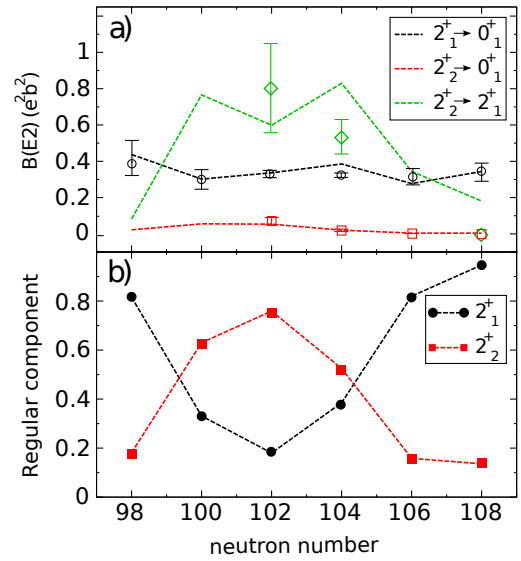 a)
2⁺₁→0⁺₁
2⁺₂→0⁺₁
2⁺₂→2⁺₁
B(E2) (e²b²)
1
0.8
0.6
0.4
0.2
0
b)
2⁺₁
2⁺₂
Regular component
0.8
0.6
0.4
0.2
0
98 100 102 104 106 108
neutron number